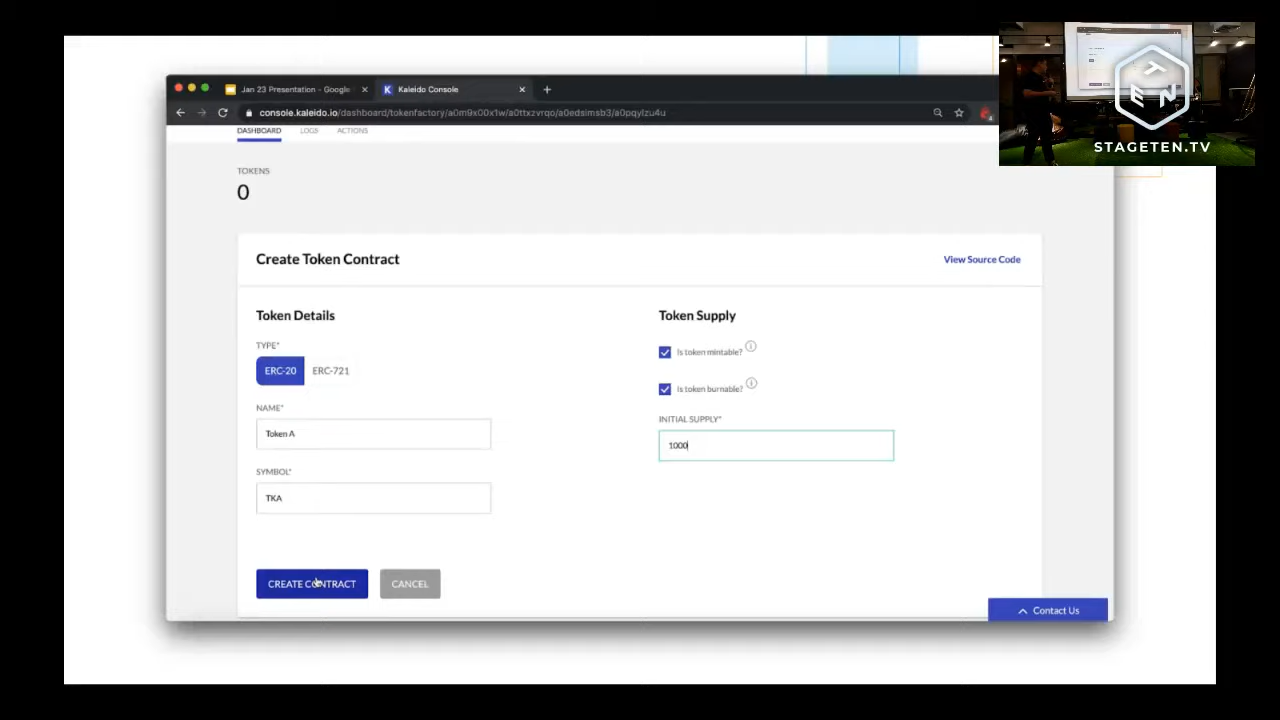 Jan 23 Presentation - Google
Kaleido Console
console.kaleido.io/dashboard/tokenfactory/a0m9x00x1w/a0ttxzvrqo/a0edsimsb3/a0pqylzu4u
DASHBOARD LOGS ACTIONS
TEN
STAGETEN.TV
TOKENS
0
Create Token Contract
View Source Code
Token Details
TYPE*
ERC-20 ERC-721
NAME*
Token A
SYMBOL*
TKA
Token Supply
Is token mintable?
Is token burnable?
INITIAL SUPPLY*
1000
CREATE CONTRACT
CANCEL
Contact Us